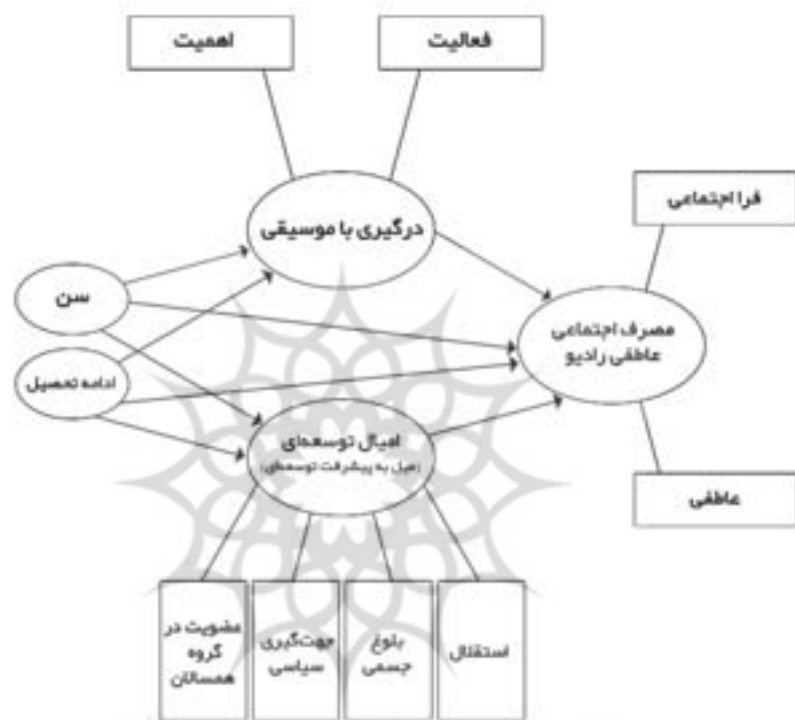 فعالیت
اهمیت
فرا اجتماعی
درگیری با موسیقی
سن
مصرف اجتماعی
عاطفی رادیو
ادامه تحصیل
امیال توسعه‌ای
(میل به پیشرفت توسعه‌ای)
عاطفی
استقلال
بلوغ
جسمی
جهت‌گیری
سیاسی
عضویت در
گروه
همسالان